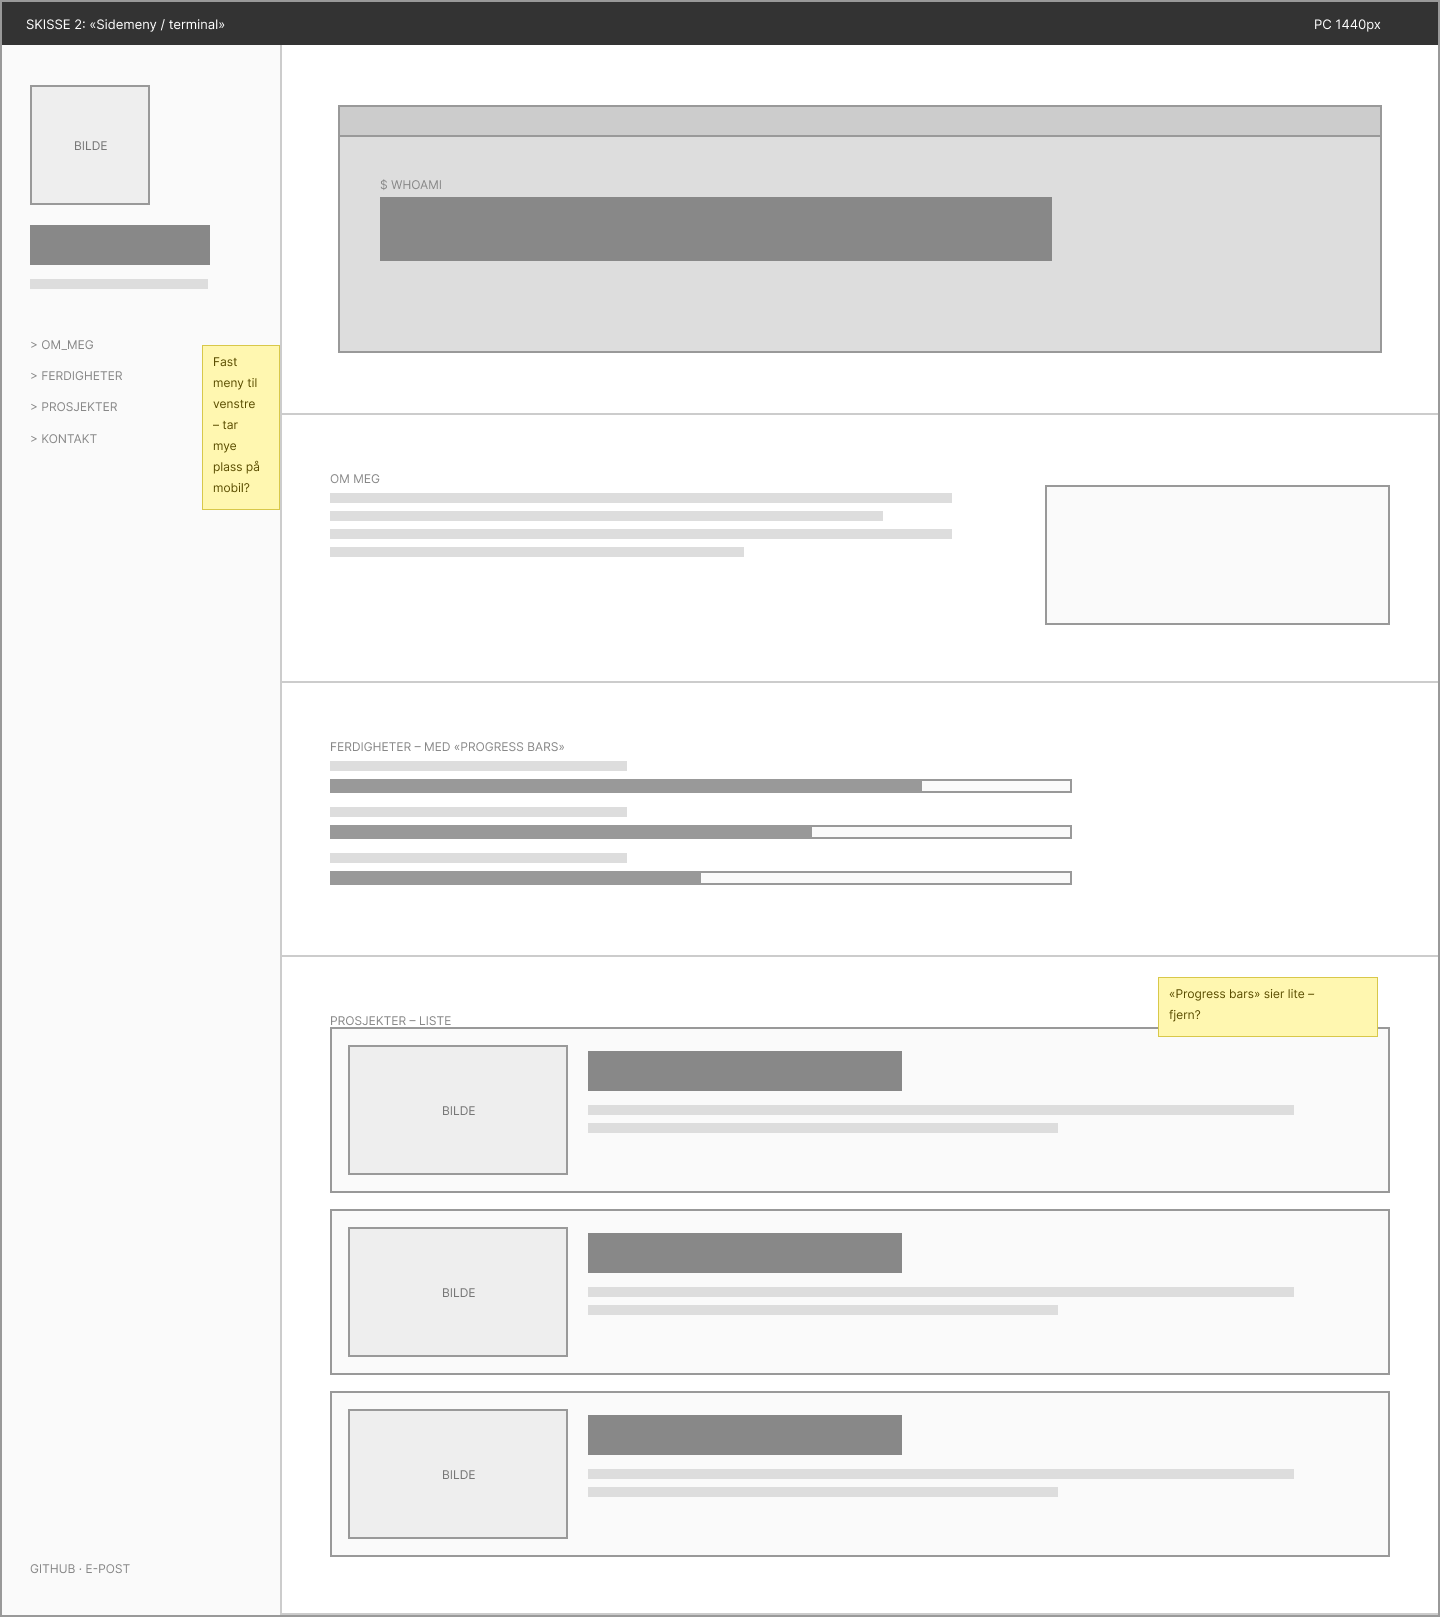 SKISSE 2: «Sidemeny / terminal»
PC 1440px
BILDE
> OM_MEG
> FERDIGHETER
> PROSJEKTER
> KONTAKT
Fast
meny til
venstre
– tar
mye
plass på
mobil?
GITHUB · E-POST
$ WHOAMI
OM MEG
FERDIGHETER – MED «PROGRESS BARS»
«Progress bars» sier lite –
fjern?
PROSJEKTER – LISTE
BILDE
BILDE
BILDE